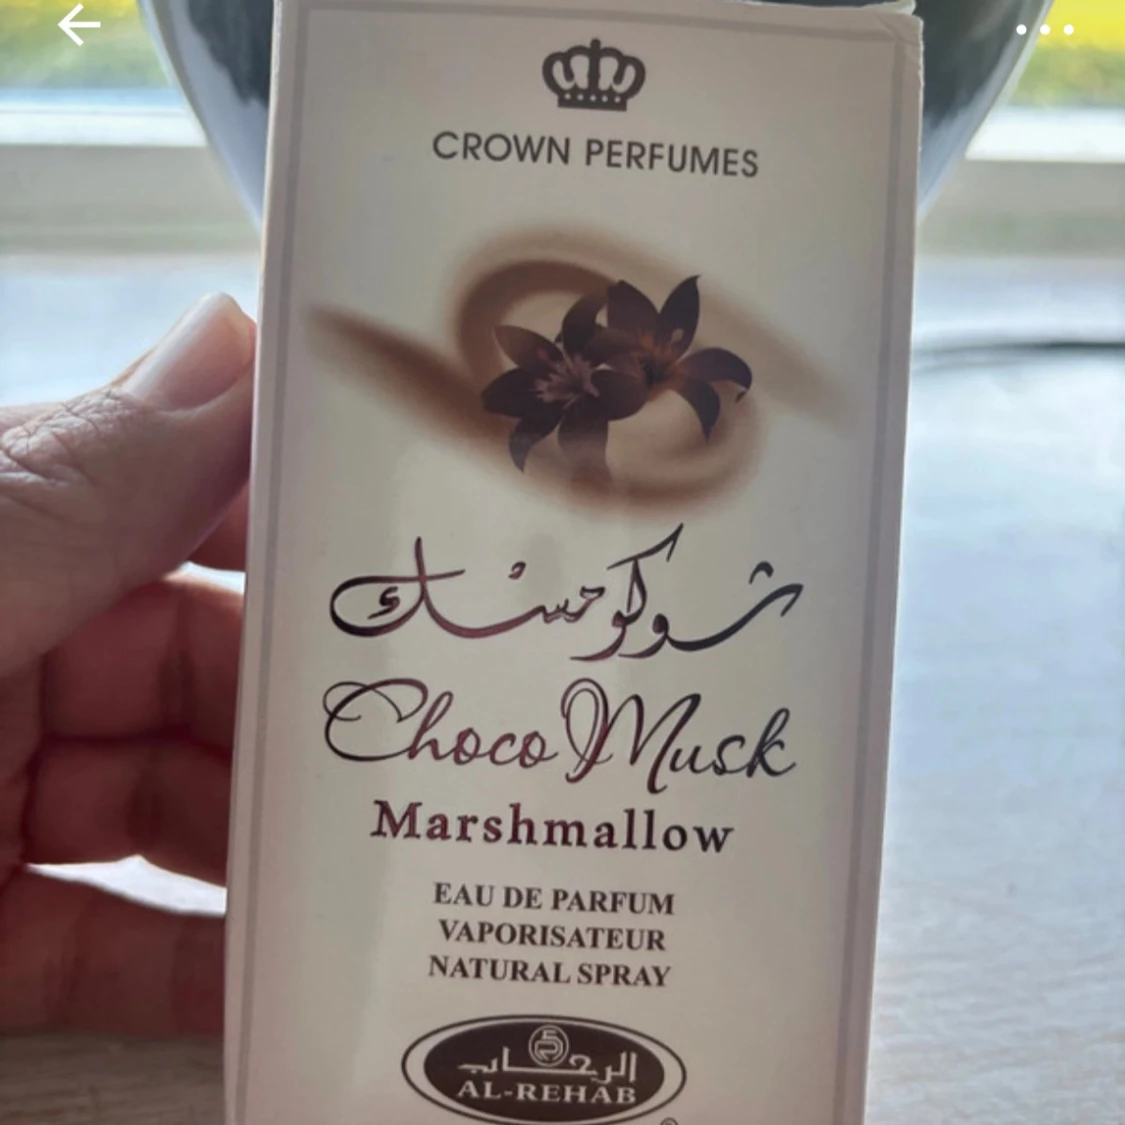 CROWN PERFUMES
شوكومسك
Choco Musk
Marshmallow
EAU DE PARFUM
VAPORISATEUR
NATURAL SPRAY
الرحاب
AL-REHAB